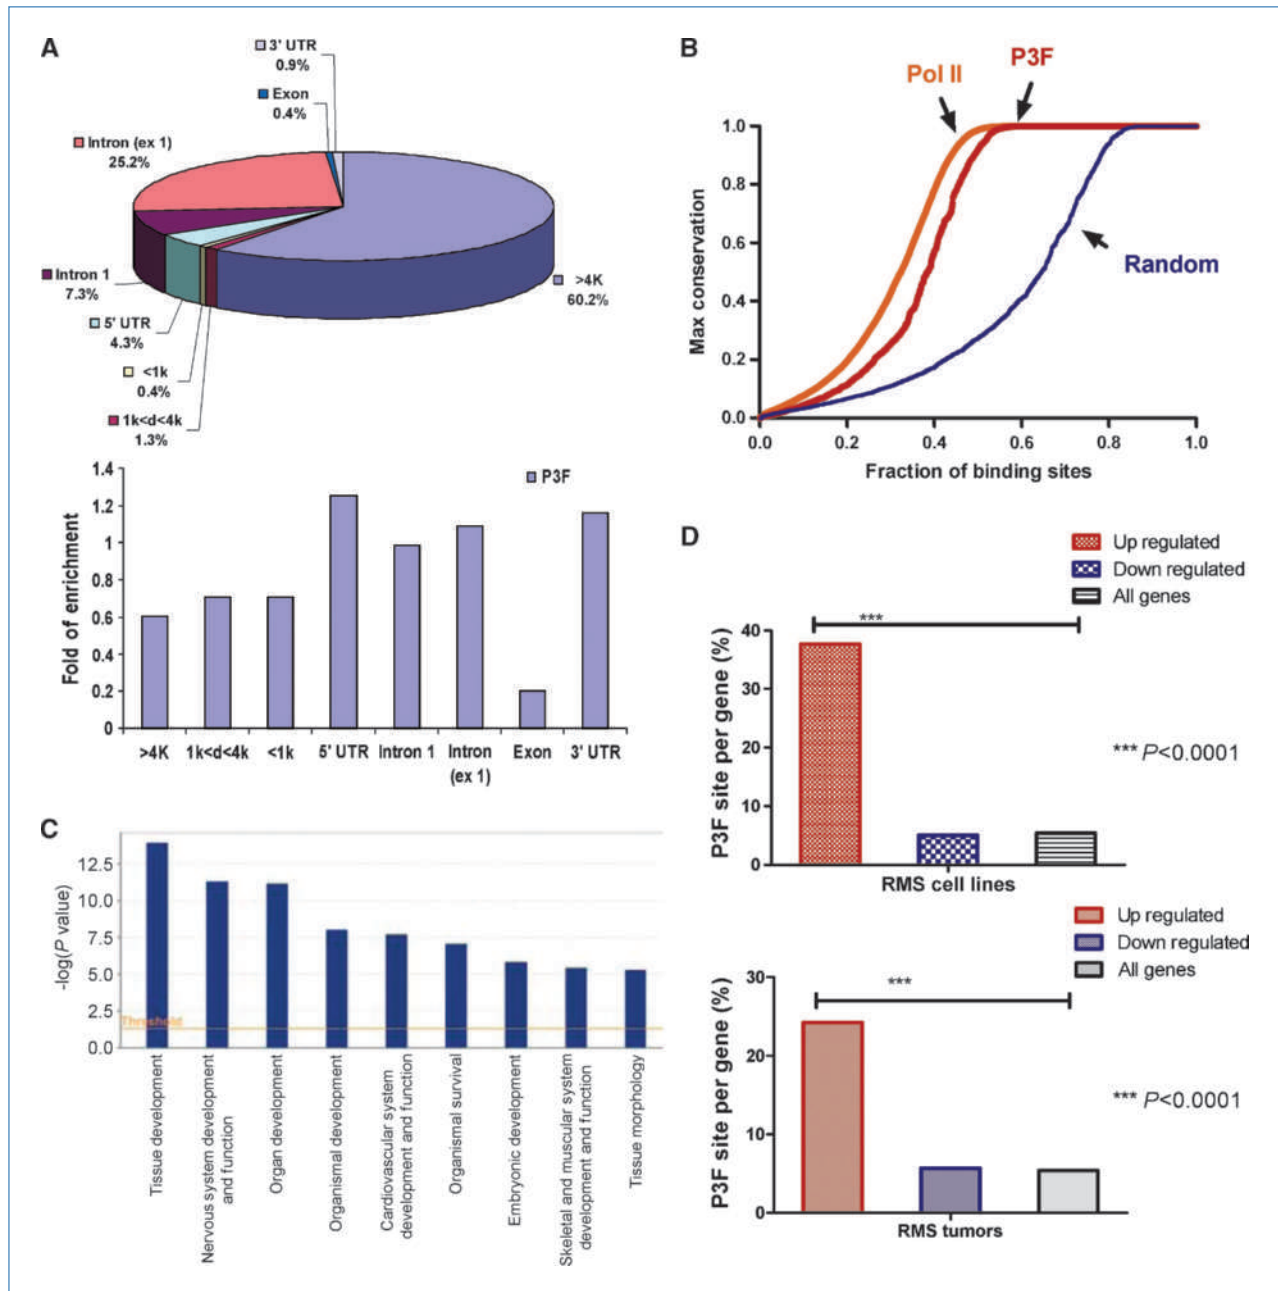 A
3' UTR
0.9%
Exon
0.4%
Intron (ex 1)
25.2%
Intron 1
7.3%
5' UTR
4.3%
<1k
0.4%
1k<d<4k
1.3%
>4K
60.2%
1.4
1.2
1
0.8
0.6
0.4
0.2
0
Fold of enrichment
P3F
>4K
1k<d<4k
<1k
5' UTR
Intron 1
Intron
(ex 1)
Exon
3' UTR
B
Pol II
P3F
Random
1.0
0.8
0.6
0.4
0.2
0.0
Max conservation
0.0
0.2
0.4
0.6
0.8
1.0
Fraction of binding sites
C
12.5
10.0
7.5
5.0
2.5
0.0
-log(P value)
Threshold
Tissue development
Nervous system development
and function
Organ development
Organismal development
Cardiovascular system
development and function
Organismal survival
Embryonic development
Skeletal and muscular system
development and function
Tissue morphology
D
Up regulated
Down regulated
All genes
***
40
30
20
10
0
P3F site per gene (%)
*** P<0.0001
RMS cell lines
Up regulated
Down regulated
All genes
***
30
20
10
0
P3F site per gene (%)
*** P<0.0001
RMS tumors